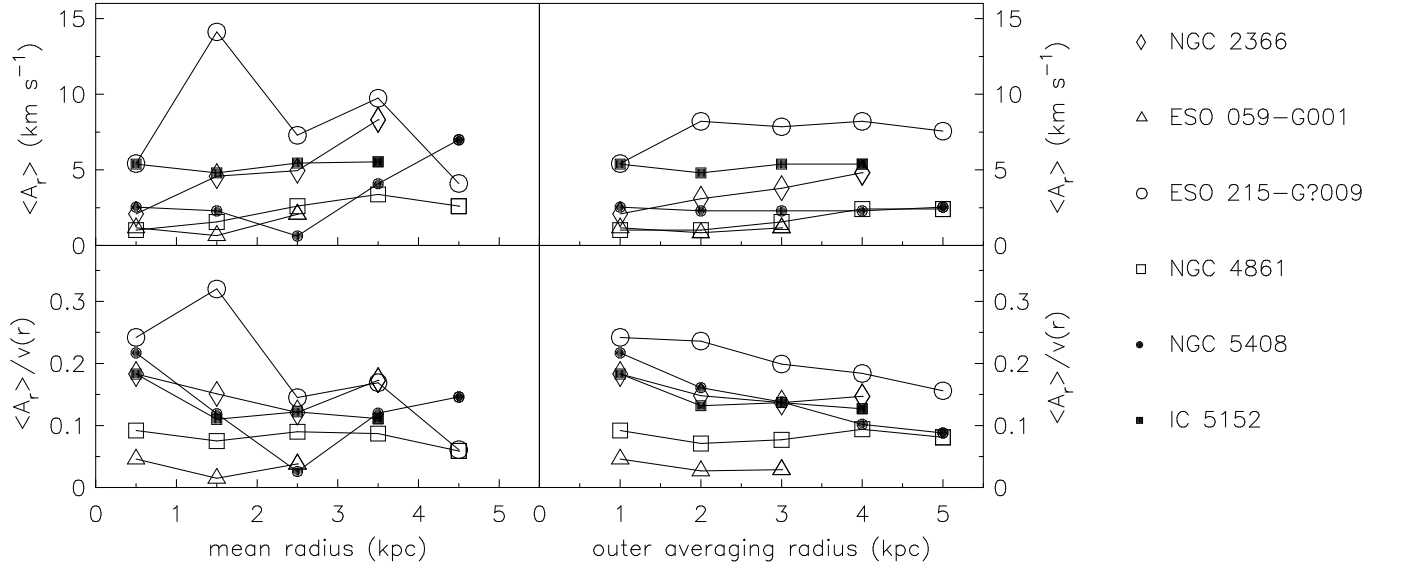 <A_r> (km s^−1)
15
10
5
0
15
10
5
0
<A_r> (km s^−1)
<A_r>/v(r)
0.3
0.2
0.1
0
0.3
0.2
0.1
0
<A_r>/v(r)
0 1 2 3 4 5 0 1 2 3 4 5
mean radius (kpc)
outer averaging radius (kpc)
NGC 2366
ESO 059−G001
ESO 215−G?009
NGC 4861
NGC 5408
IC 5152